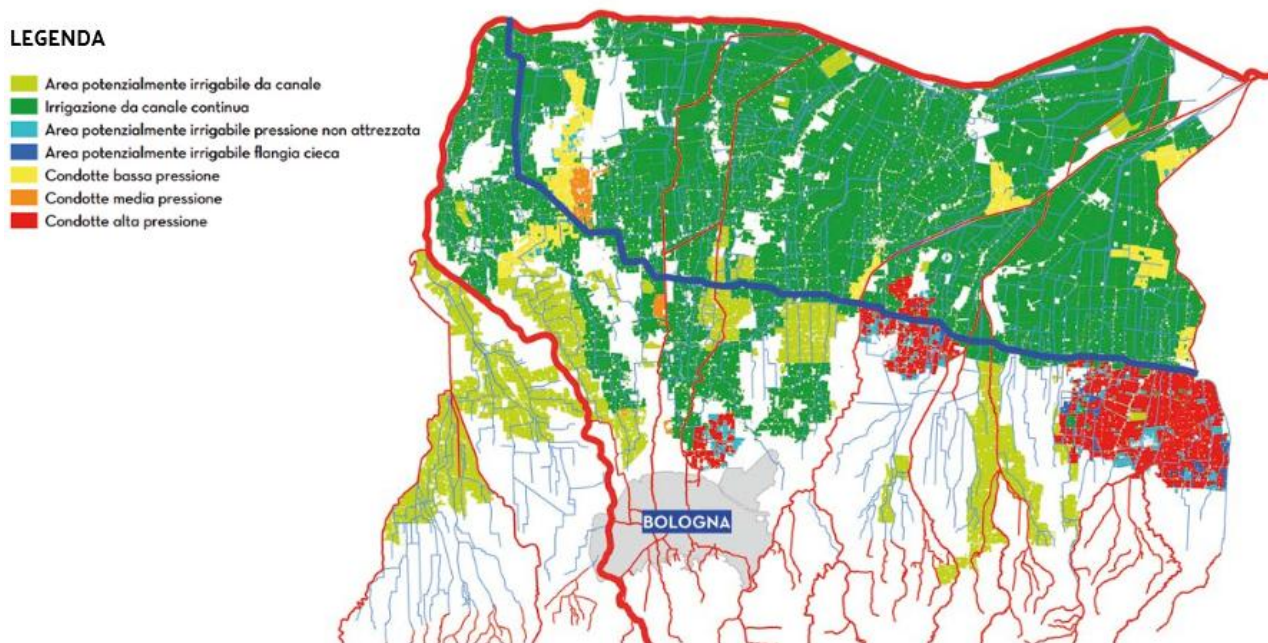 LEGENDA
Area potenzialmente irrigabile da canale
Irrigazione da canale continua
Area potenzialmente irrigabile pressione non attrezzata
Area potenzialmente irrigabile flangia cieca
Condotte bassa pressione
Condotte media pressione
Condotte alta pressione
BOLOGNA